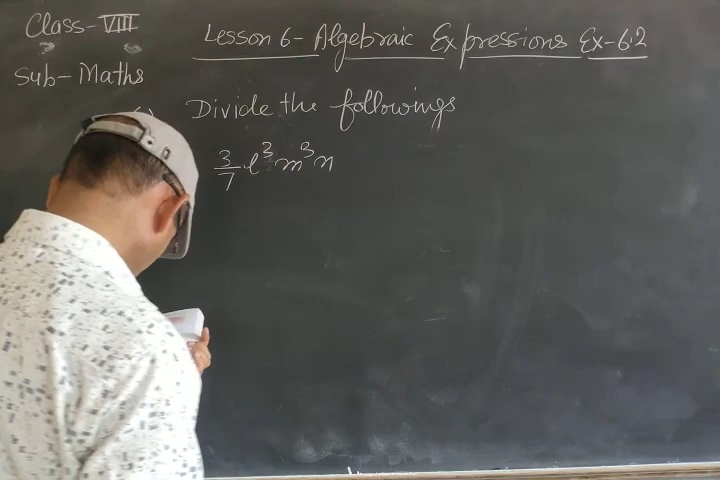 Class-VIII
Lesson 6- Algebraic Expressions Ex-6.2
Sub-Maths
Divide the followings
3/7 l³m³n